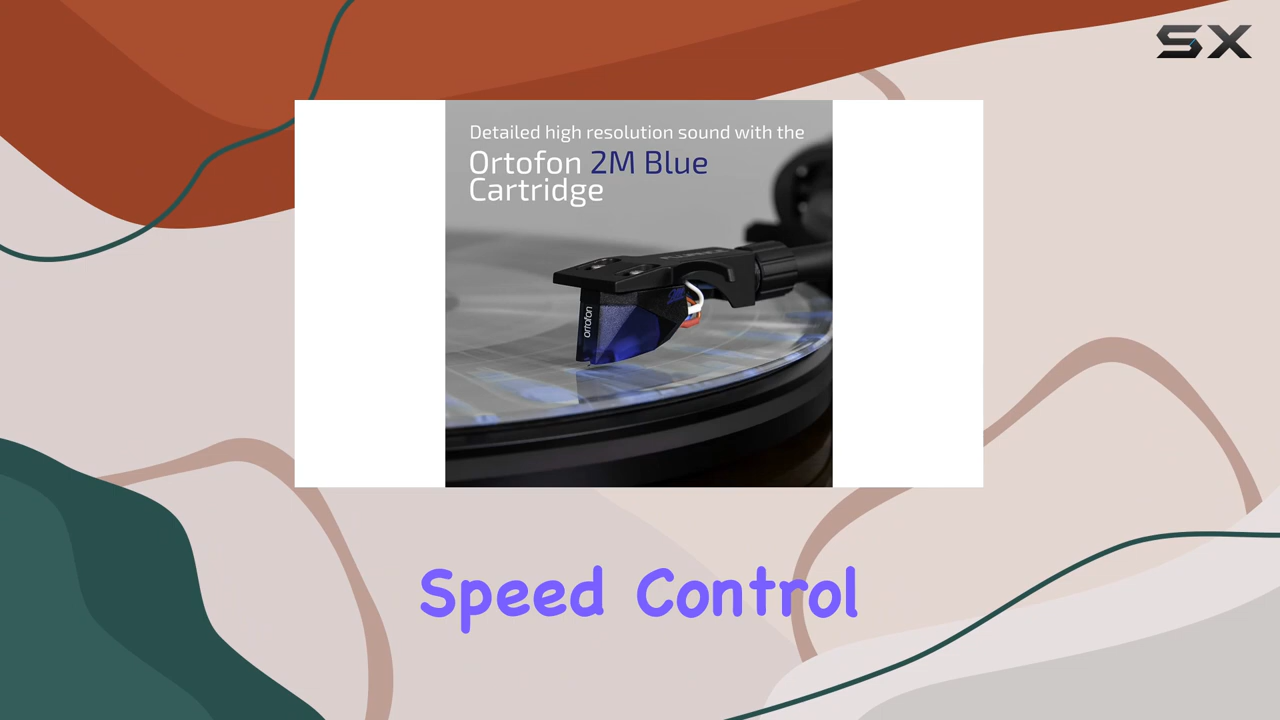 SX
Detailed high resolution sound with the
Ortofon 2M Blue
Cartridge
ortofon
Speed Control